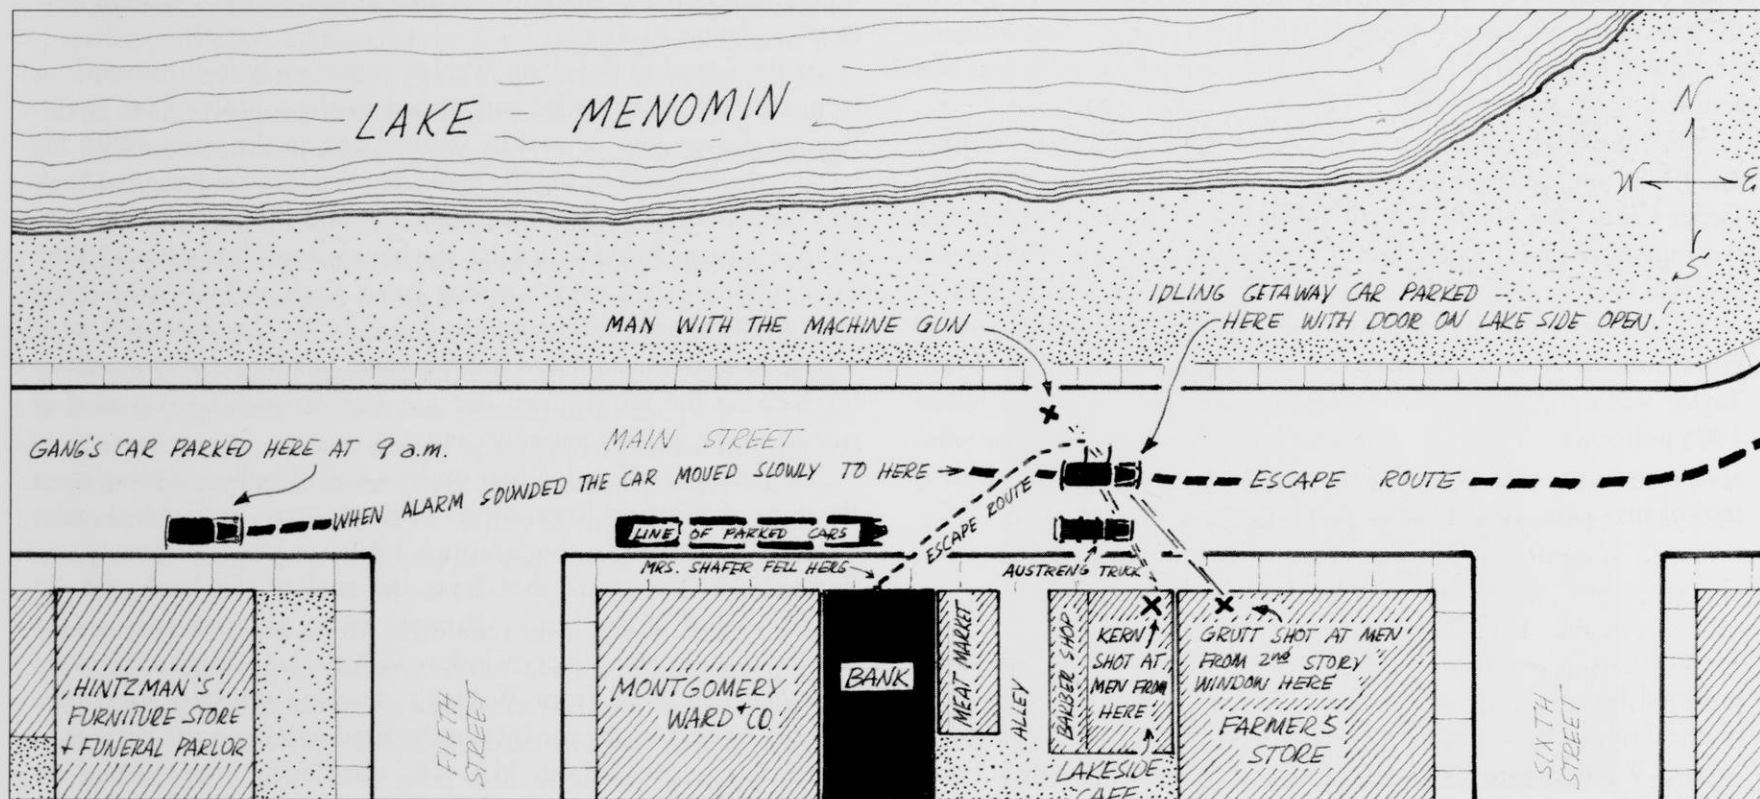 LAKE MENOMIN
N
W E
S
IDLING GETAWAY CAR PARKED
HERE WITH DOOR ON LAKE SIDE OPEN.
MAN WITH THE MACHINE GUN
MAIN STREET
GANG'S CAR PARKED HERE AT 9 a.m.
WHEN ALARM SOUNDED THE CAR MOVED SLOWLY TO HERE
ESCAPE ROUTE
ESCAPE ROUTE
LINE OF PARKED CARS
MRS. SHAFER FELL HERE
AUSTRENG TRUCK
HINTZMAN'S
FURNITURE STORE
+ FUNERAL PARLOR
FIFTH
STREET
MONTGOMERY
WARD + CO.
BANK
MEAT MARKET
ALLEY
BARBER SHOP
KERN
SHOT AT
MEN FROM
HERE
LAKESIDE
CAFE
GRUTT SHOT AT MEN
FROM 2nd STORY
WINDOW HERE
FARMERS
STORE
SIXTH
STREET